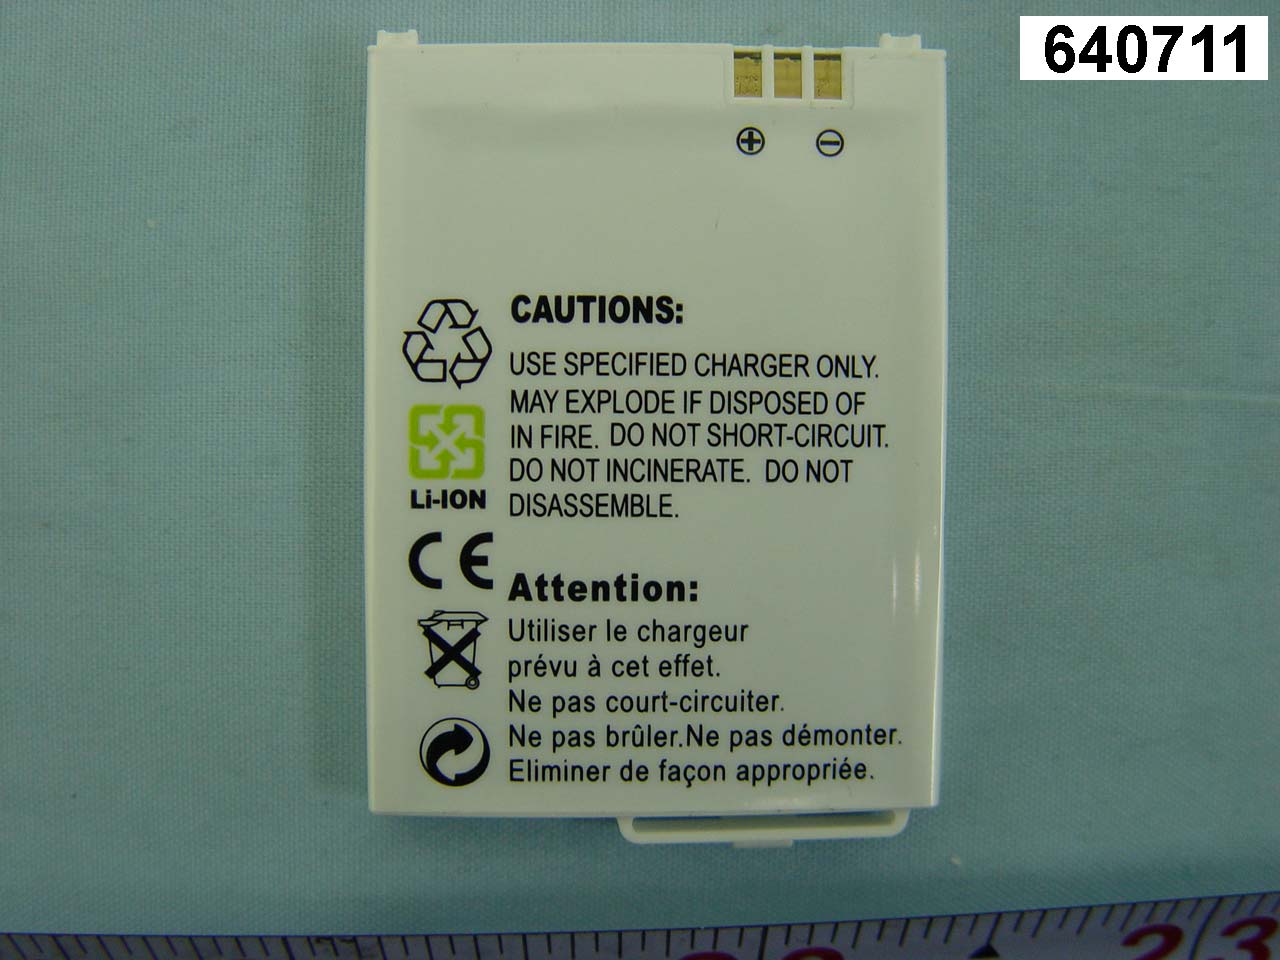 640711
CAUTIONS:
USE SPECIFIED CHARGER ONLY.
MAY EXPLODE IF DISPOSED OF
IN FIRE. DO NOT SHORT-CIRCUIT.
DO NOT INCINERATE. DO NOT
DISASSEMBLE.
Li-ION
CE
Attention:
Utiliser le chargeur
prévu à cet effet.
Ne pas court-circuiter.
Ne pas brûler.Ne pas démonter.
Eliminer de façon appropriée.